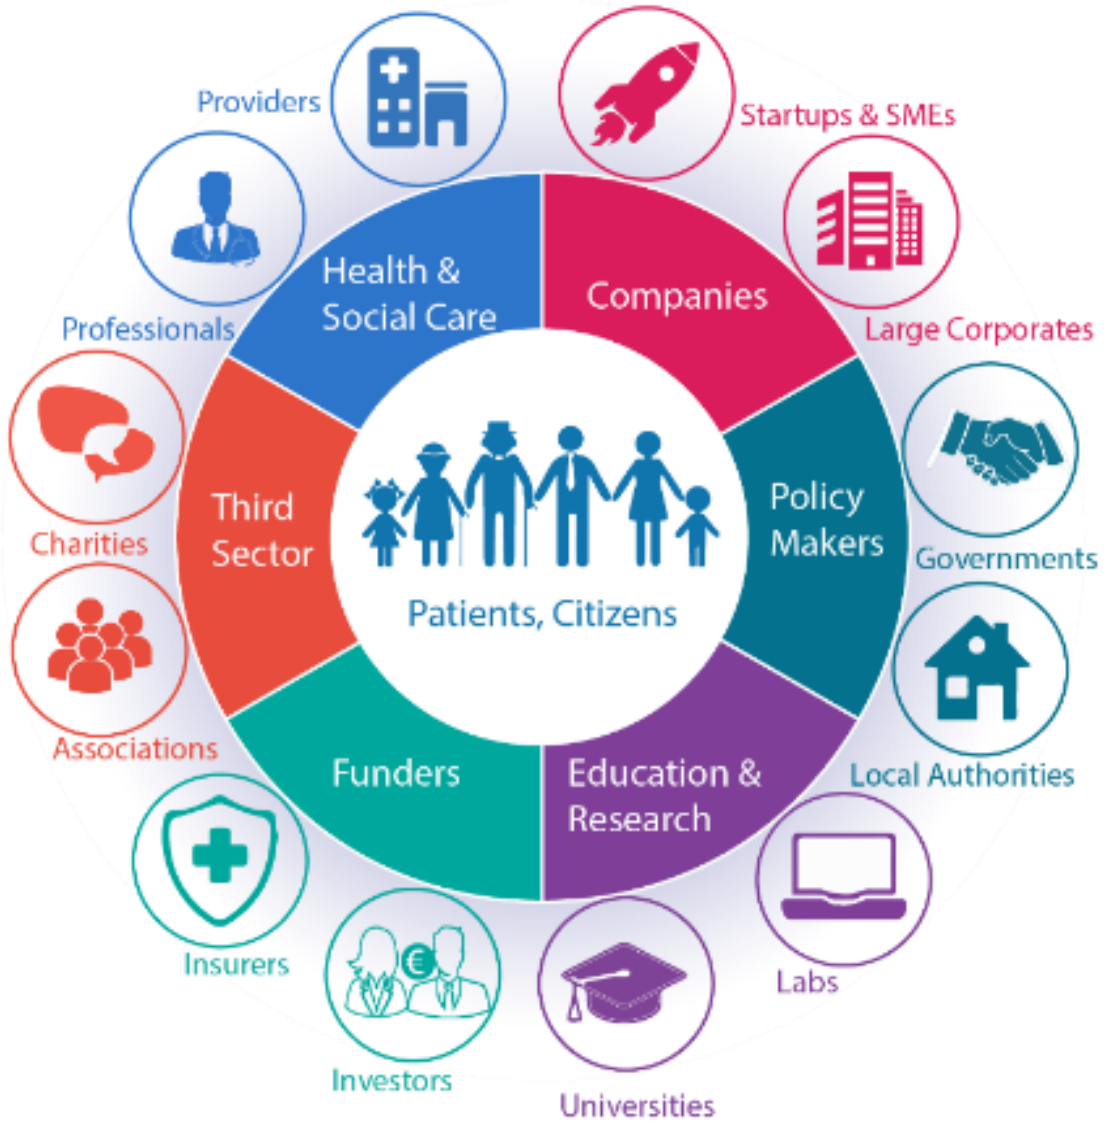 Providers
Startups & SMEs
Professionals
Large Corporates
Health &
Social Care
Companies
Charities
Third
Sector
Policy
Makers
Governments
Patients, Citizens
Associations
Local Authorities
Funders
Education &
Research
Insurers
€
Labs
Investors
Universities